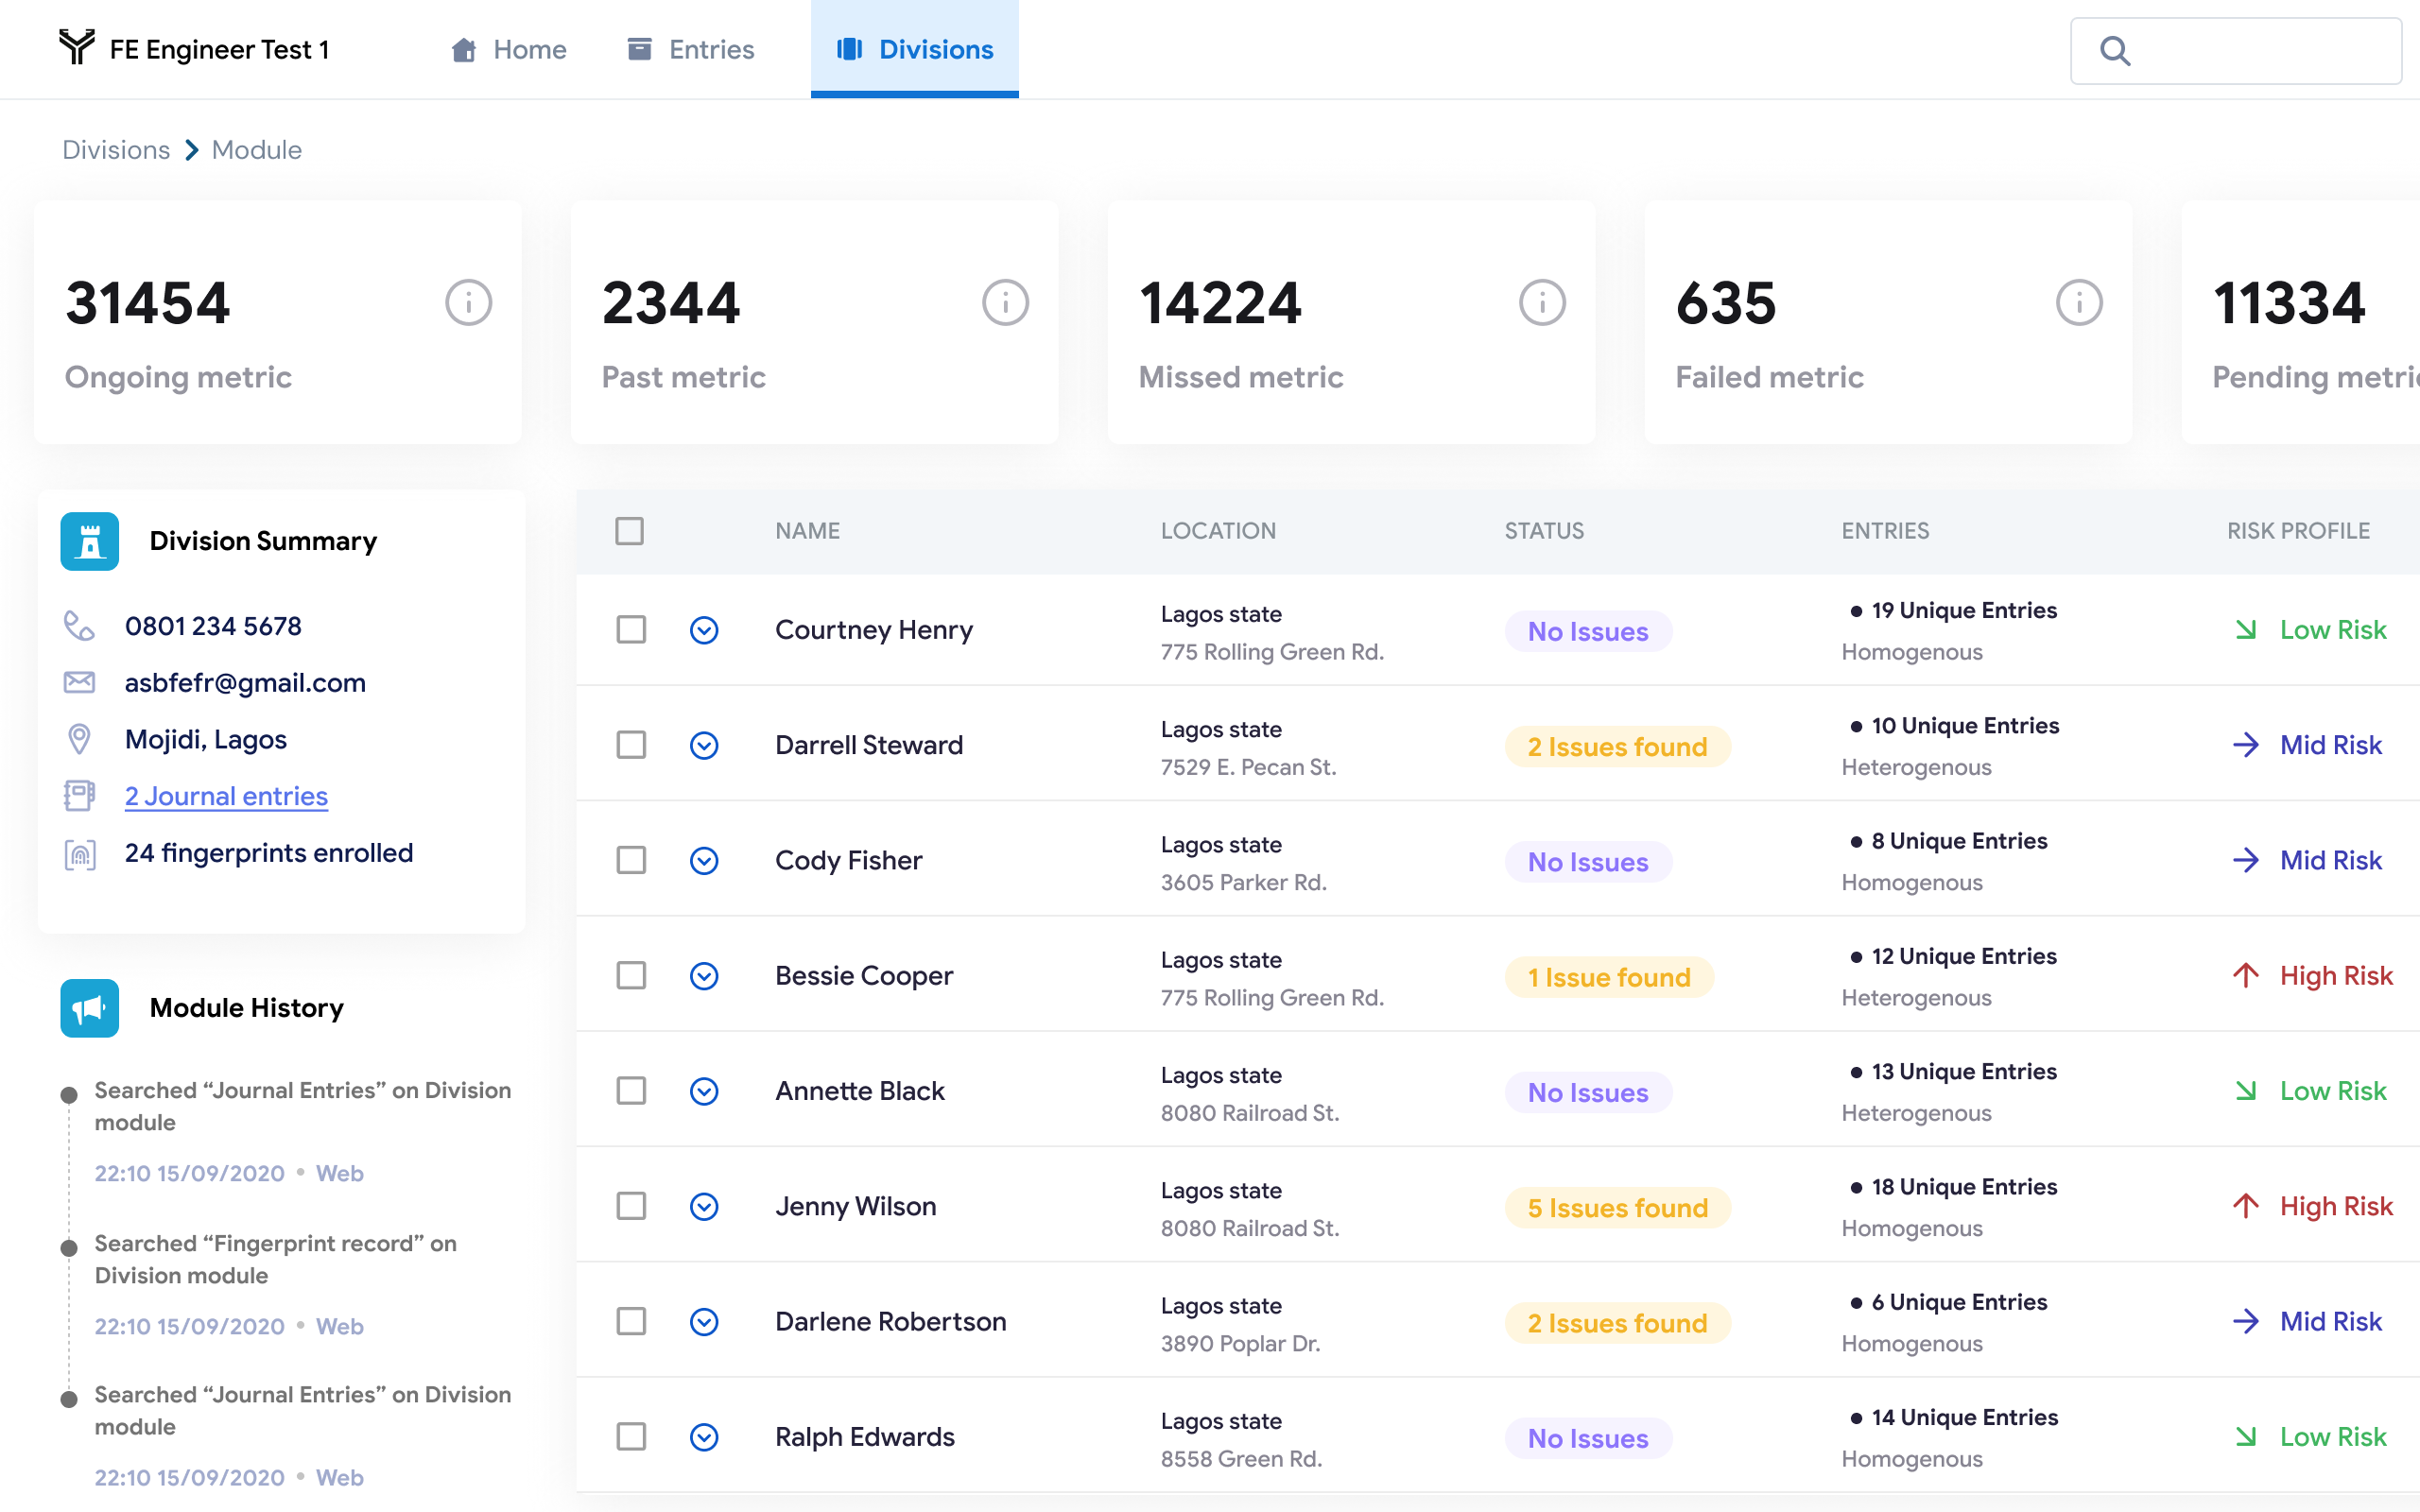 FE Engineer Test 1
Home
Entries
Divisions
Divisions
Module
31454
Ongoing metric
2344
Past metric
14224
Missed metric
635
Failed metric
11334
Pending
Division Summary
0801 234 5678
asbfefr@gmail.com
Mojidi, Lagos
2 Journal entries
24 fingerprints enrolled
Module History
Searched “Journal Entries” on Division
module
22:10 15/09/2020 • Web
Searched “Fingerprint record” on
Division module
22:10 15/09/2020 • Web
Searched “Journal Entries” on Division
module
22:10 15/09/2020 • Web
NAME
LOCATION
STATUS
ENTRIES
RISK PROFILE
Courtney Henry
Lagos state
775 Rolling Green Rd.
No Issues
• 19 Unique Entries
Homogenous
Low Risk
Darrell Steward
Lagos state
7529 E. Pecan St.
2 Issues found
• 10 Unique Entries
Heterogenous
Mid Risk
Cody Fisher
Lagos state
3605 Parker Rd.
No Issues
• 8 Unique Entries
Homogenous
Mid Risk
Bessie Cooper
Lagos state
775 Rolling Green Rd.
1 Issue found
• 12 Unique Entries
Heterogenous
High Risk
Annette Black
Lagos state
8080 Railroad St.
No Issues
• 13 Unique Entries
Heterogenous
Low Risk
Jenny Wilson
Lagos state
8080 Railroad St.
5 Issues found
• 18 Unique Entries
Homogenous
High Risk
Darlene Robertson
Lagos state
3890 Poplar Dr.
2 Issues found
• 6 Unique Entries
Homogenous
Mid Risk
Ralph Edwards
Lagos state
8558 Green Rd.
No Issues
• 14 Unique Entries
Homogenous
Low Risk